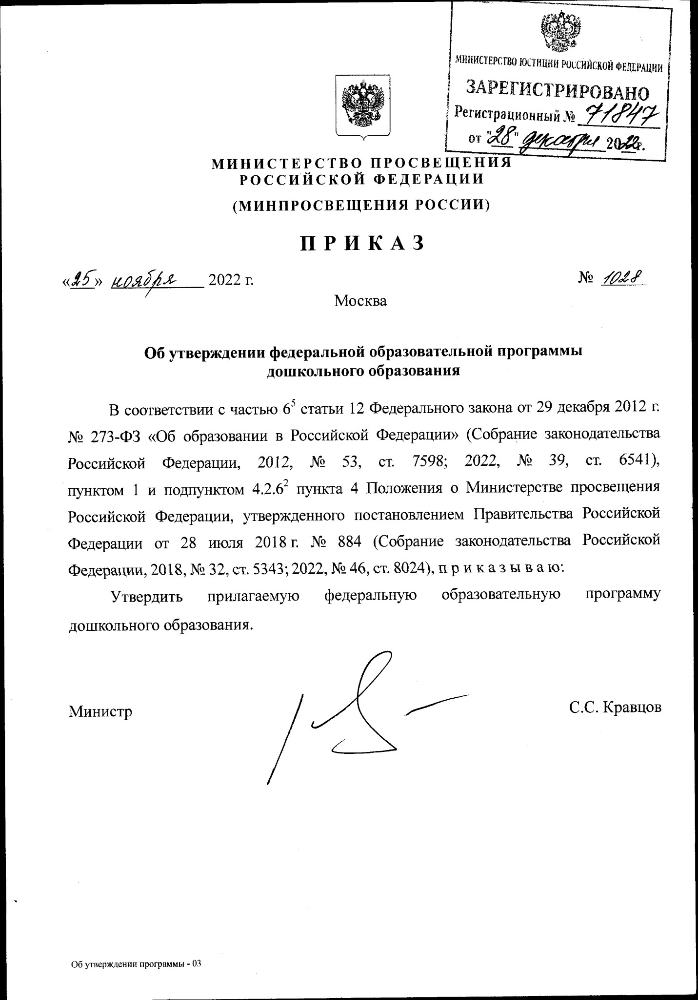 МИНИСТЕРСТВО ЮСТИЦИИ РОССИЙСКОЙ ФЕДЕРАЦИИ
ЗАРЕГИСТРИРОВАНО
Регистрационный № 71847
от "28" декабря 2022г.
МИНИСТЕРСТВО ПРОСВЕЩЕНИЯ
РОССИЙСКОЙ ФЕДЕРАЦИИ
(МИНПРОСВЕЩЕНИЯ РОССИИ)
ПРИКАЗ
«25» ноября 2022 г. № 1028
Москва
Об утверждении федеральной образовательной программы
дошкольного образования
В соответствии с частью 6⁵ статьи 12 Федерального закона от 29 декабря 2012 г.
№ 273-ФЗ «Об образовании в Российской Федерации» (Собрание законодательства
Российской Федерации, 2012, № 53, ст. 7598; 2022, № 39, ст. 6541),
пунктом 1 и подпунктом 4.2.6² пункта 4 Положения о Министерстве просвещения
Российской Федерации, утвержденного постановлением Правительства Российской
Федерации от 28 июля 2018 г. № 884 (Собрание законодательства Российской
Федерации, 2018, № 32, ст. 5343; 2022, № 46, ст. 8024), п р и к а з ы в а ю:
Утвердить прилагаемую федеральную образовательную программу
дошкольного образования.
Министр С.С. Кравцов
Об утверждении программы - 03